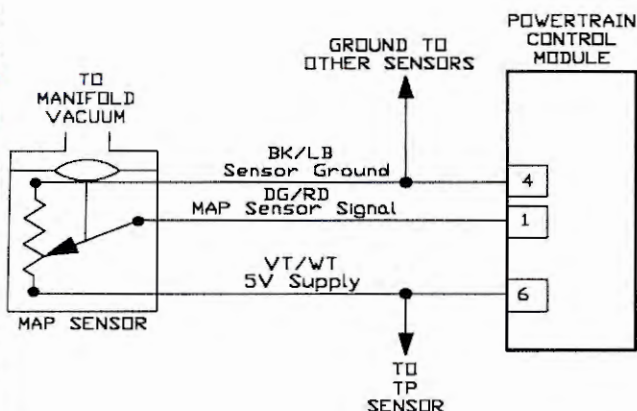 POWERTRAIN
CONTROL
MODULE
GROUND TO
OTHER SENSORS
TO
MANIFOLD
VACUUM
BK/LB
Sensor Ground
4
DG/RD
MAP Sensor Signal
1
VT/WT
5V Supply
6
MAP SENSOR
TO
TP
SENSOR